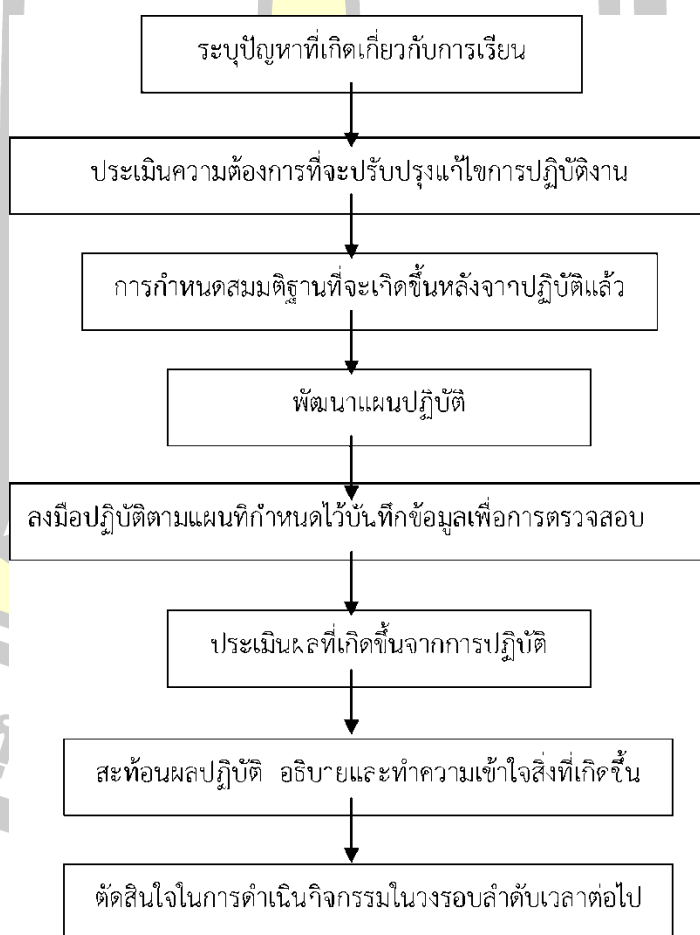 ระบุปัญหาที่เกิดเกี่ยวกับการเรียน
ประเมินความต้องการที่จะปรับปรุงแก้ไขการปฏิบัติงาน
การกำหนดสมมติฐานที่จะเกิดขึ้นหลังจากปฏิบัติแล้ว
พัฒนาแผนปฏิบัติ
ลงมือปฏิบัติตามแผนที่กำหนดไว้บันทึกข้อมูลเพื่อการตรวจสอบ
ประเมินผลที่เกิดขึ้นจากการปฏิบัติ
สะท้อนผลปฏิบัติ อธิบายและทำความเข้าใจสิ่งที่เกิดขึ้น
ตัดสินใจในการดำเนินกิจกรรมในวงรอบลำดับเวลาต่อไป